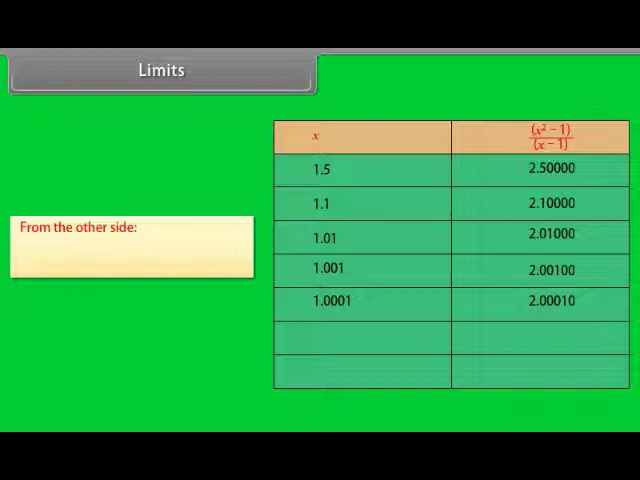 Limits
From the other side:
x (x² – 1)/(x – 1)
1.5 2.50000
1.1 2.10000
1.01 2.01000
1.001 2.00100
1.0001 2.00010